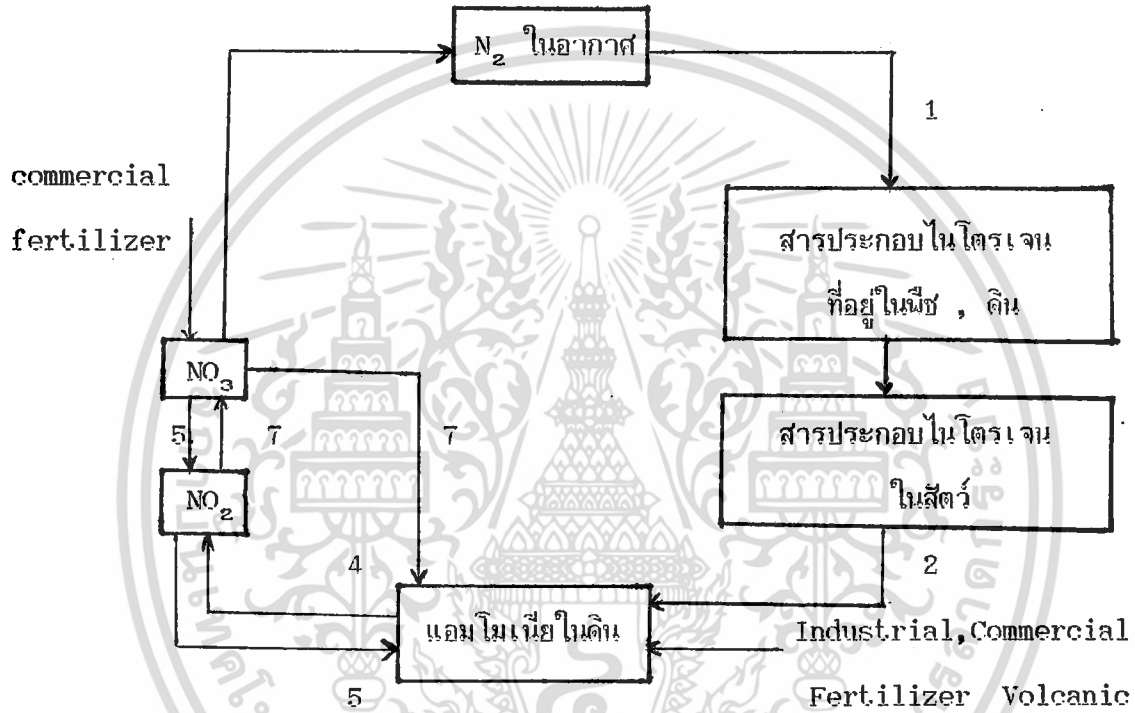 N₂ ในอากาศ
1
commercial
fertilizer
สารประกอบไนโตรเจน
ที่อยู่ในพืช , ดิน
NO₃
5
7
7
สารประกอบไนโตรเจน
ในสัตว์
NO₂
4
2
แอมโมเนียในดิน
Industrial,Commercial
5
Fertilizer Volcanic